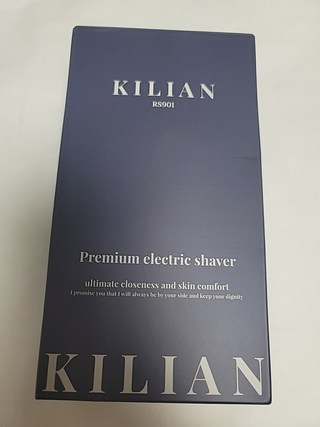 KILIAN
RS901
Premium electric shaver
ultimate closeness and skin comfort
I promise you that I will always be by your side and keep your dignity
KILIAN